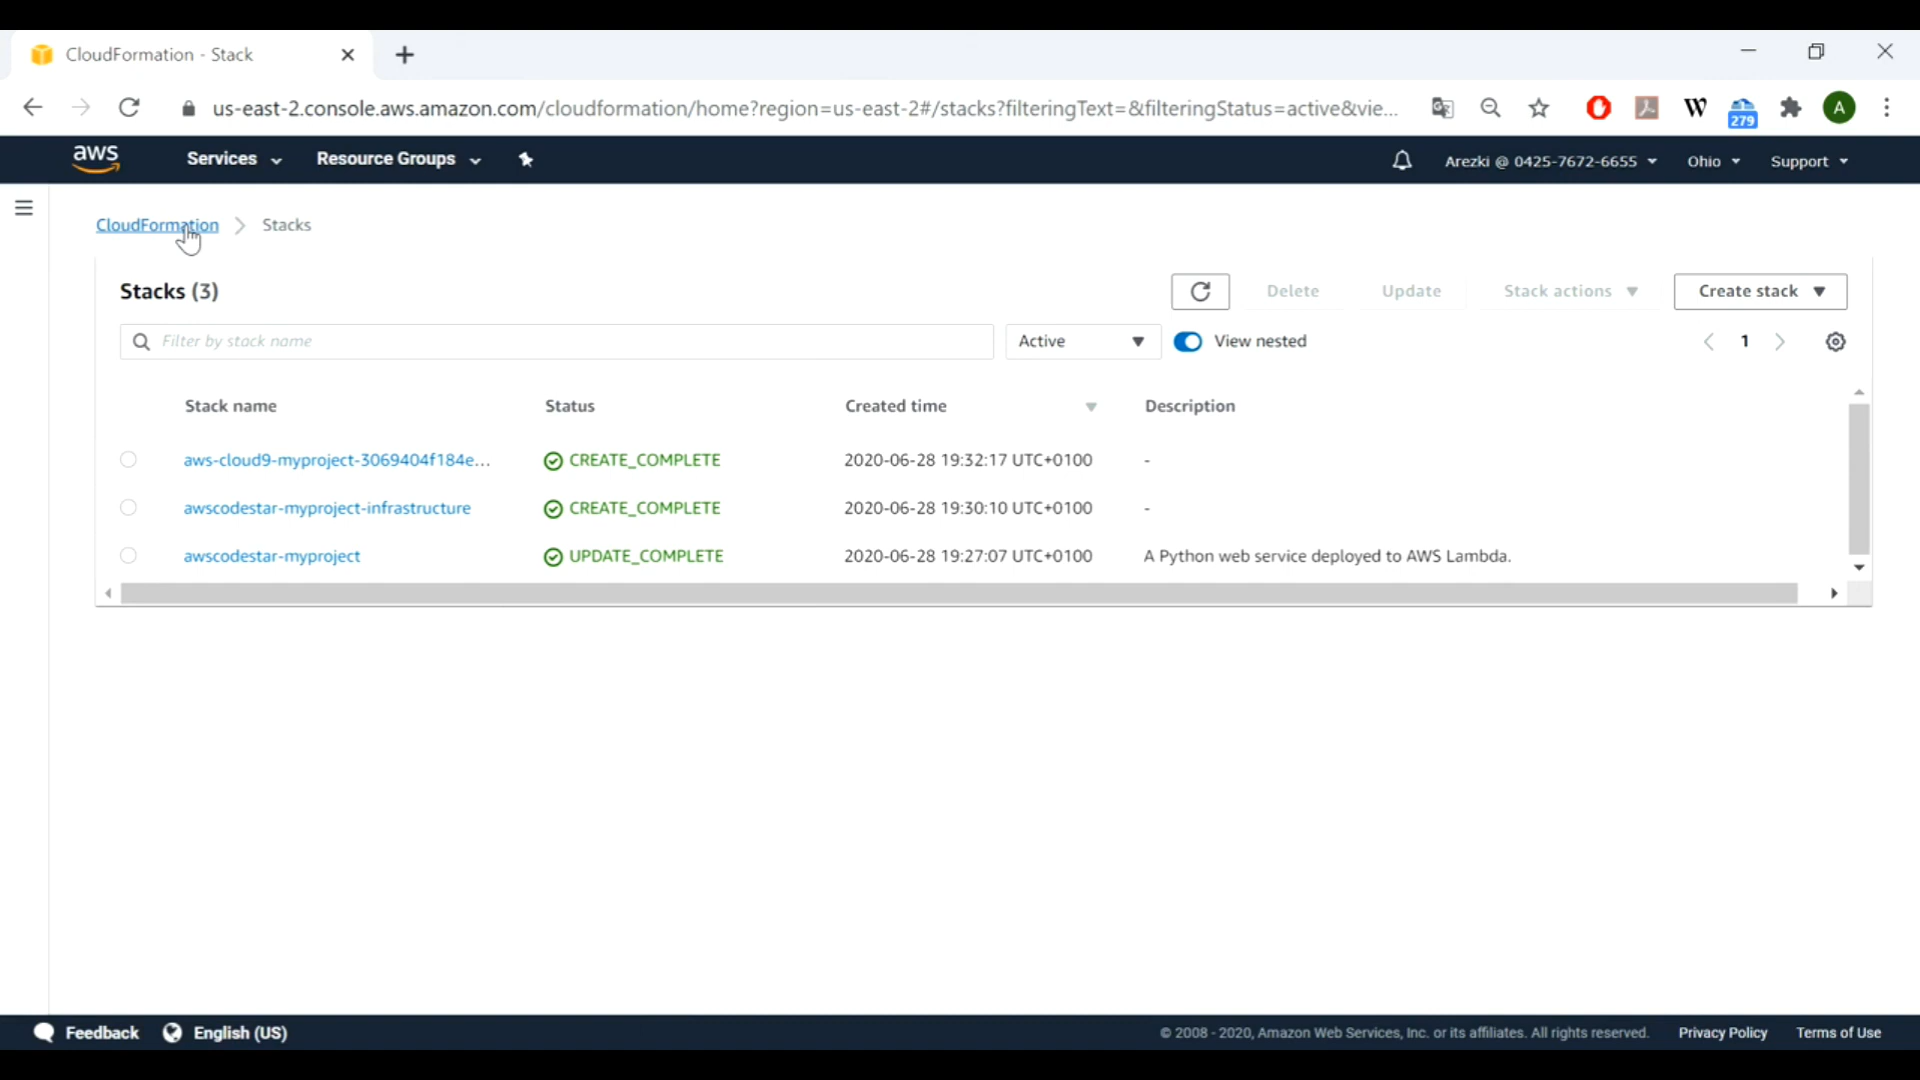 CloudFormation - Stack
us-east-2.console.aws.amazon.com/cloudformation/home?region=us-east-2#/stacks?filteringText=&filteringStatus=active&vie...
W
279
A
aws
Services
Resource Groups
Arezki @ 0425-7672-6655
Ohio
Support
CloudFormation > Stacks
Stacks (3)
Delete
Update
Stack actions
Create stack
Filter by stack name
Active
View nested
1
Stack name Status Created time Description
aws-cloud9-myproject-3069404f184e... CREATE_COMPLETE 2020-06-28 19:32:17 UTC+0100 -
awscodestar-myproject-infrastructure CREATE_COMPLETE 2020-06-28 19:30:10 UTC+0100 -
awscodestar-myproject UPDATE_COMPLETE 2020-06-28 19:27:07 UTC+0100 A Python web service deployed to AWS Lambda.
Feedback
English (US)
© 2008 - 2020, Amazon Web Services, Inc. or its affiliates. All rights reserved.
Privacy Policy
Terms of Use